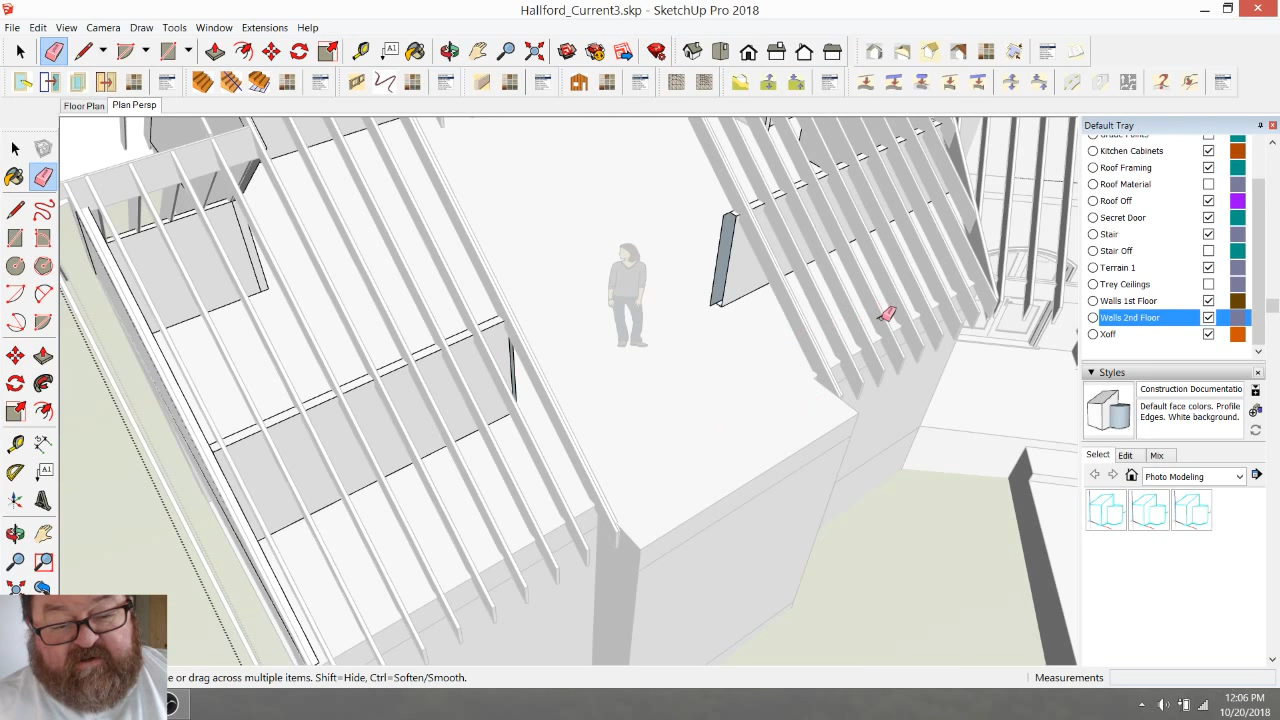 Hallford_Current3.skp - SketchUp Pro 2018
File Edit View Camera Draw Tools Window Extensions Help
Floor Plan Plan Persp
Default Tray
Kitchen Cabinets
Roof Framing
Roof Material
Roof Off
Secret Door
Stair
Stair Off
Terrain 1
Trey Ceilings
Walls 1st Floor
Walls 2nd Floor
Xoff
Styles
Construction Documentatio
Default face colors. Profile
Edges. White background.
Select Edit Mix
Photo Modeling
e or drag across multiple items. Shift=Hide, Ctrl=Soften/Smooth.
Measurements
12:06 PM
10/20/2018